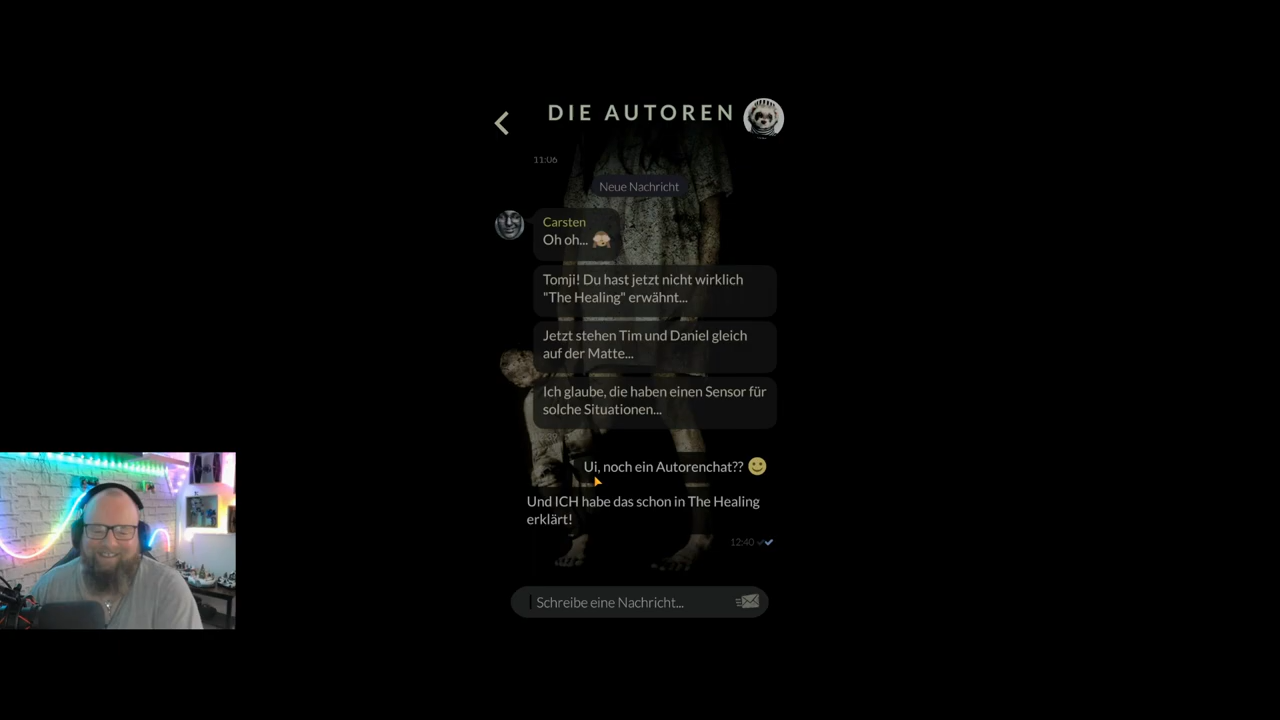 DIE AUTOREN
11:06
Neue Nachricht
Carsten
Oh oh...
Tomji! Du hast jetzt nicht wirklich
"The Healing" erwähnt...
Jetzt stehen Tim und Daniel gleich
auf der Matte...
Ich glaube, die haben einen Sensor für
solche Situationen...
Ui, noch ein Autorenchat??
Und ICH habe das schon in The Healing
erklärt!
12:40
Schreibe eine Nachricht...